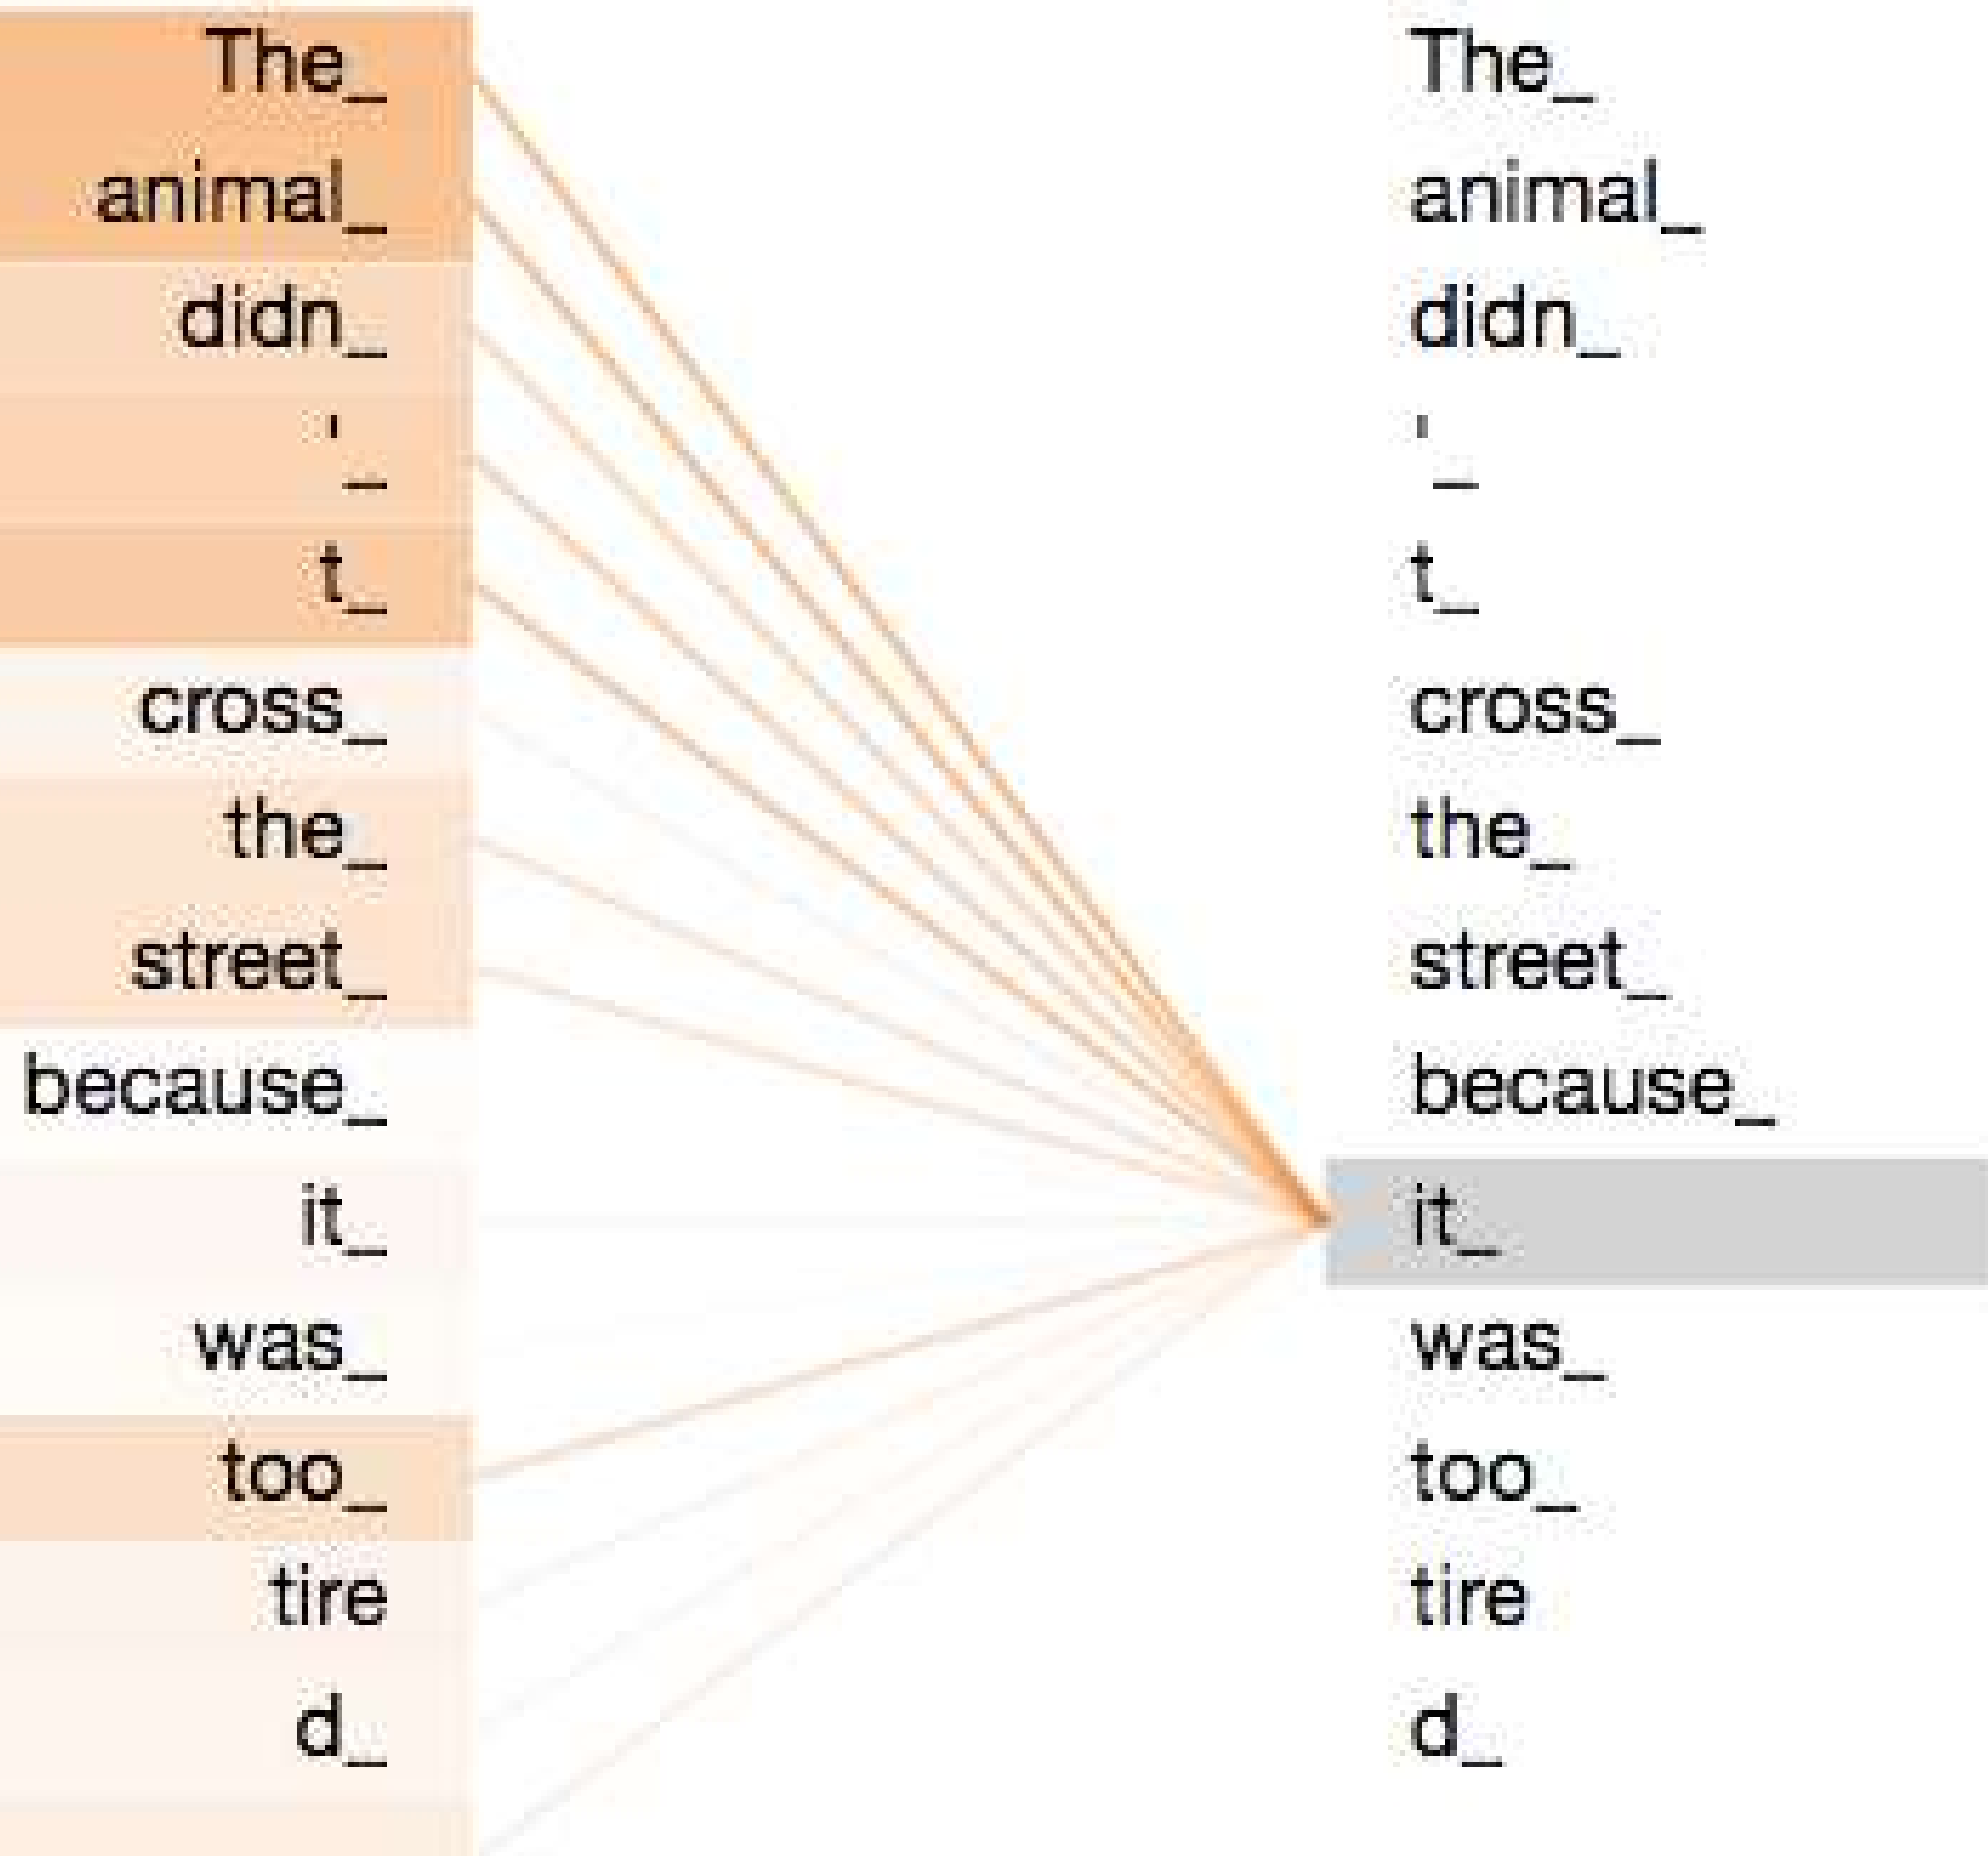 The_ The_
animal_ animal_
didn_ didn_
'_ '_
t_ t_
cross_ cross_
the_ the_
street_ street_
because_ because_
it_ it_
was_ was_
too_ too_
tire tire
d_ d_